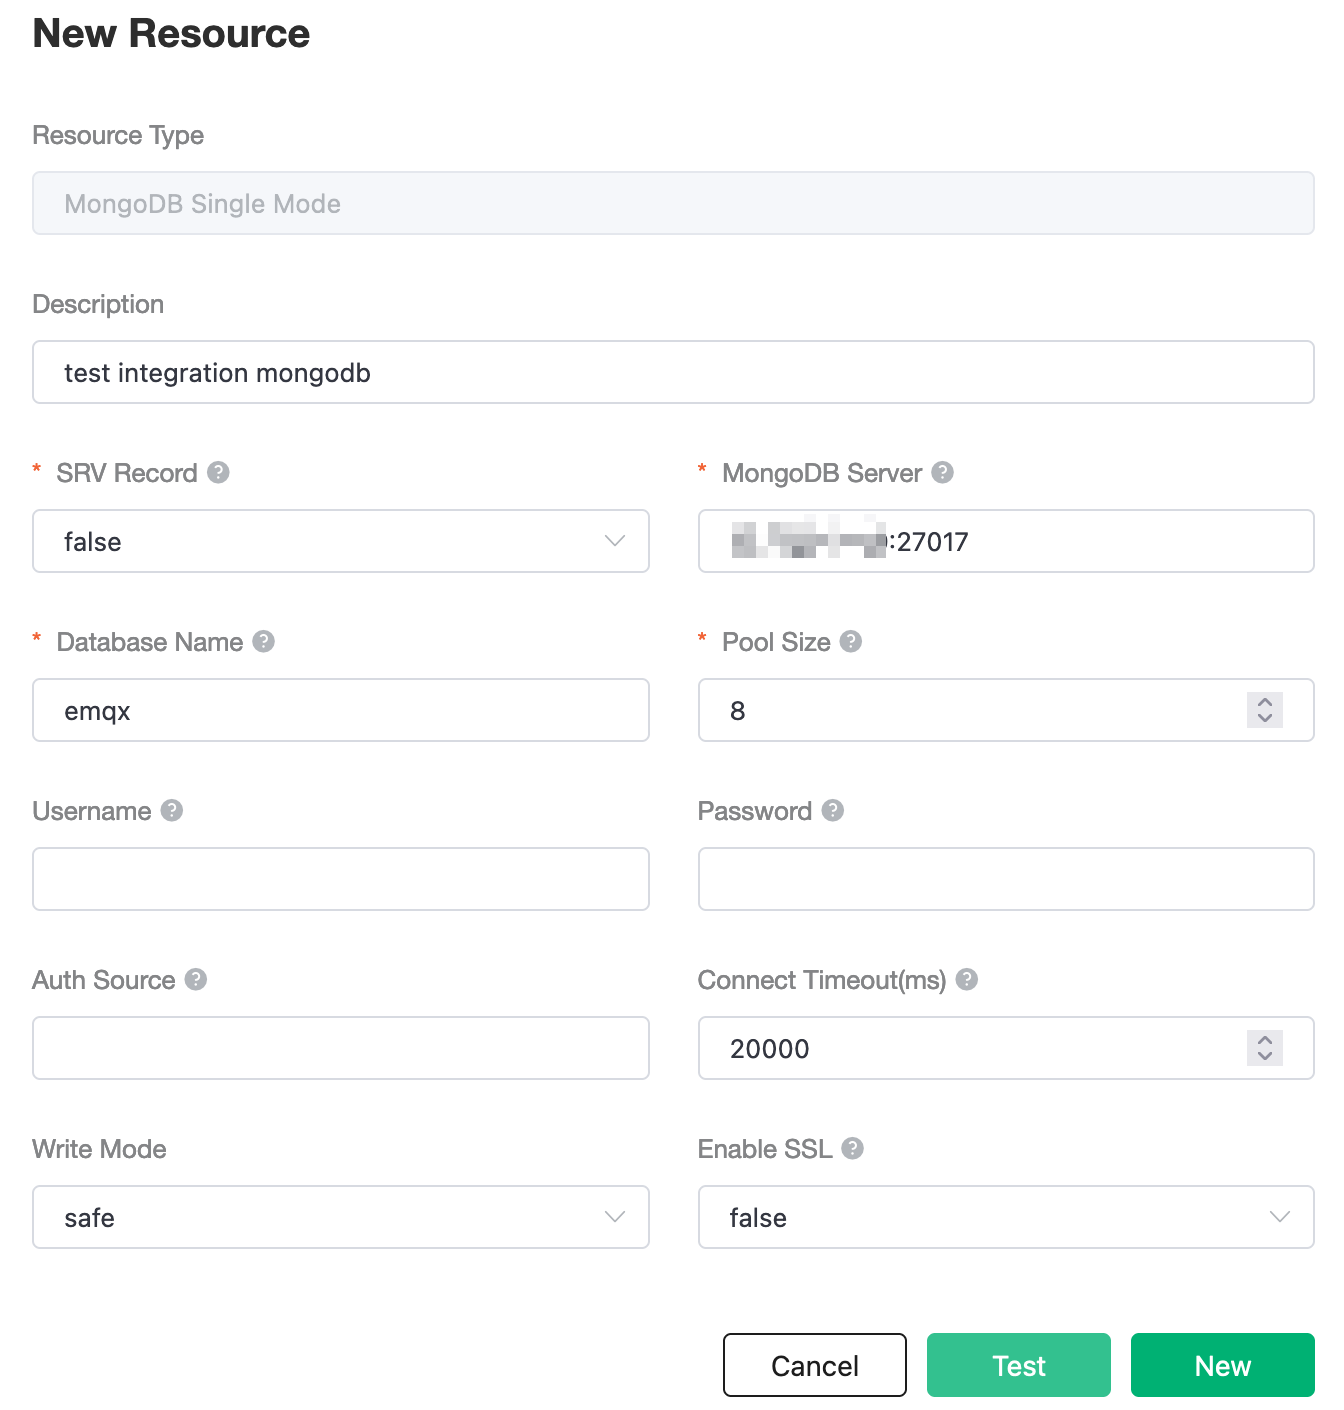 New Resource
Resource Type
MongoDB Single Mode
Description
test integration mongodb
* SRV Record ?
* MongoDB Server ?
false
:27017
* Database Name ?
* Pool Size ?
emqx
8
Username ?
Password ?
Auth Source ?
Connect Timeout(ms) ?
20000
Write Mode
Enable SSL ?
safe
false
Cancel
Test
New